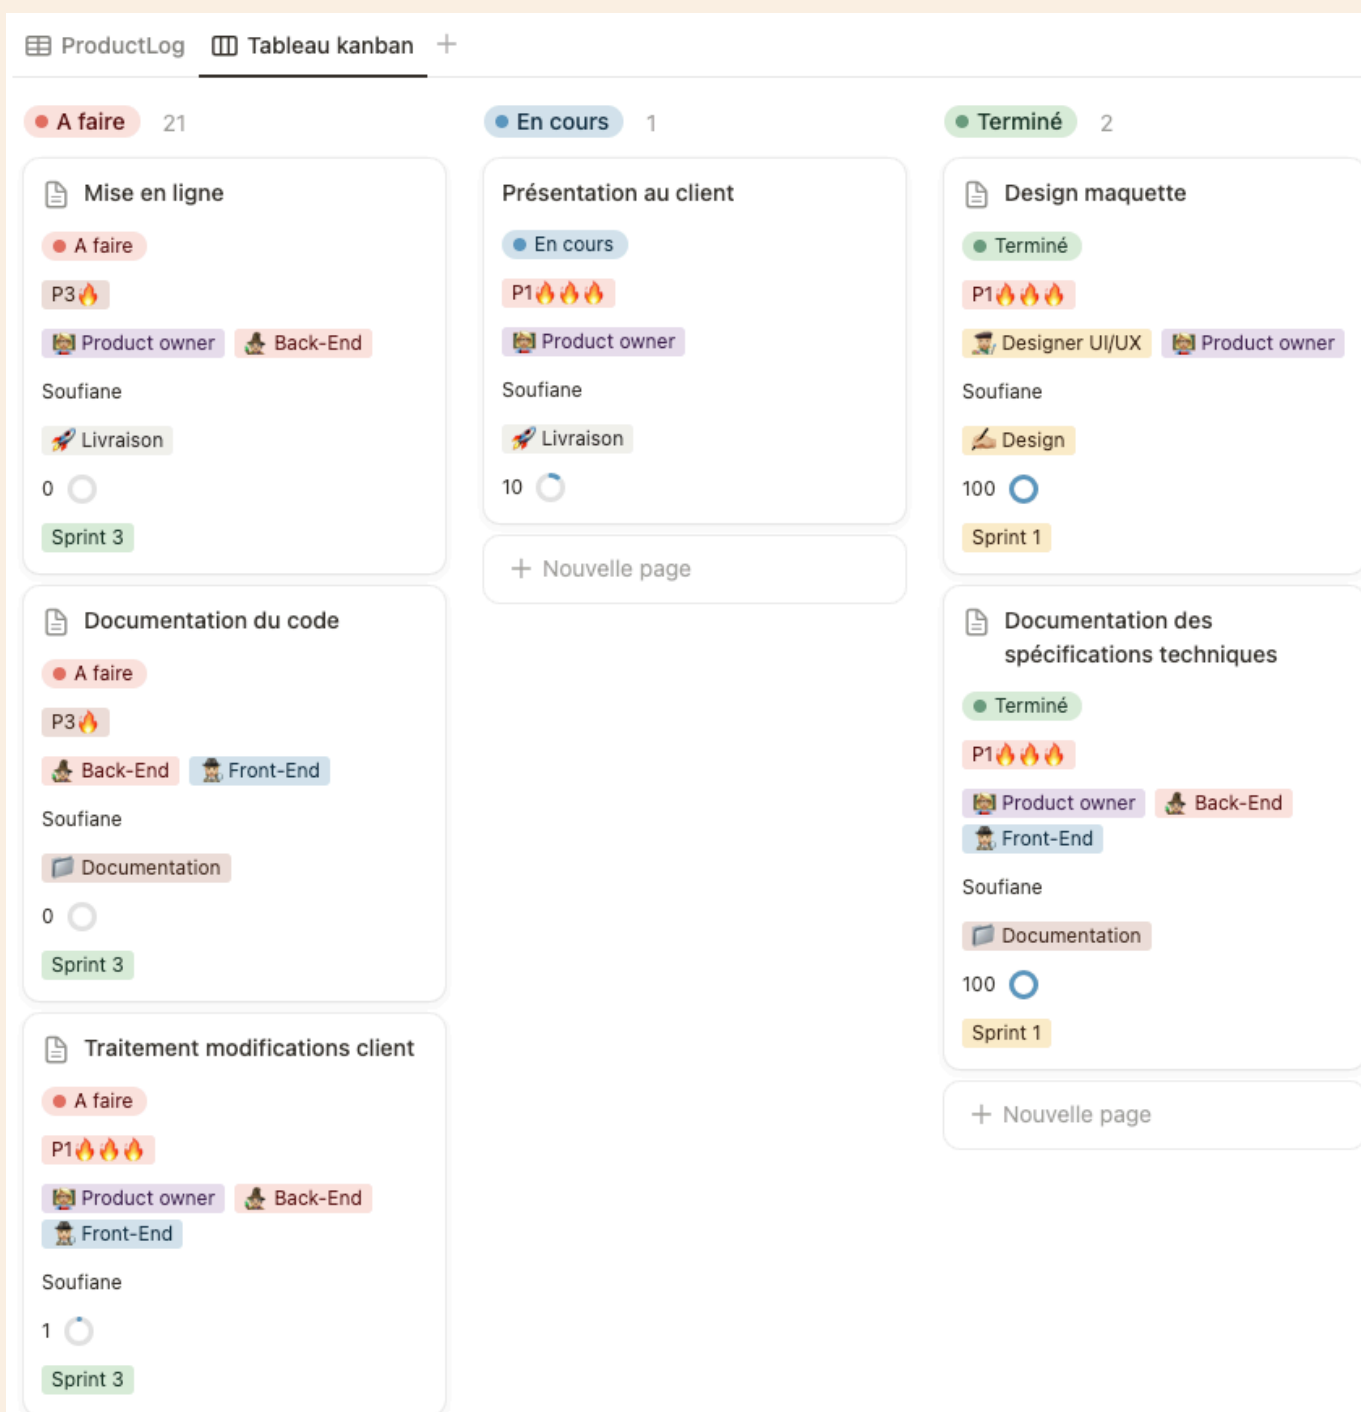 ProductLog Tableau kanban
A faire 21
Mise en ligne
A faire
P3🔥
Product owner Back-End
Soufiane
🚀 Livraison
0
Sprint 3
Documentation du code
A faire
P3🔥
Back-End Front-End
Soufiane
Documentation
0
Sprint 3
Traitement modifications client
A faire
P1🔥🔥🔥
Product owner Back-End
Front-End
Soufiane
1
Sprint 3
En cours 1
Présentation au client
En cours
P1🔥🔥🔥
Product owner
Soufiane
🚀 Livraison
10
+ Nouvelle page
Terminé 2
Design maquette
Terminé
P1🔥🔥🔥
Designer UI/UX Product owner
Soufiane
Design
100
Sprint 1
Documentation des
spécifications techniques
Terminé
P1🔥🔥🔥
Product owner Back-End
Front-End
Soufiane
Documentation
100
Sprint 1
+ Nouvelle page